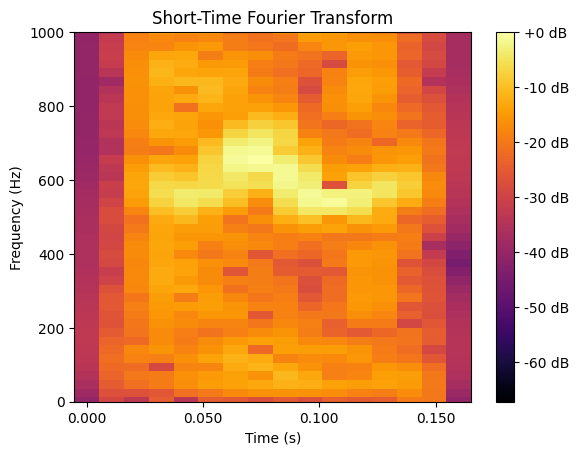 Short-Time Fourier Transform
1000
800
600
400
200
0
Frequency (Hz)
0.000
0.050
0.100
0.150
Time (s)
+0 dB
-10 dB
-20 dB
-30 dB
-40 dB
-50 dB
-60 dB